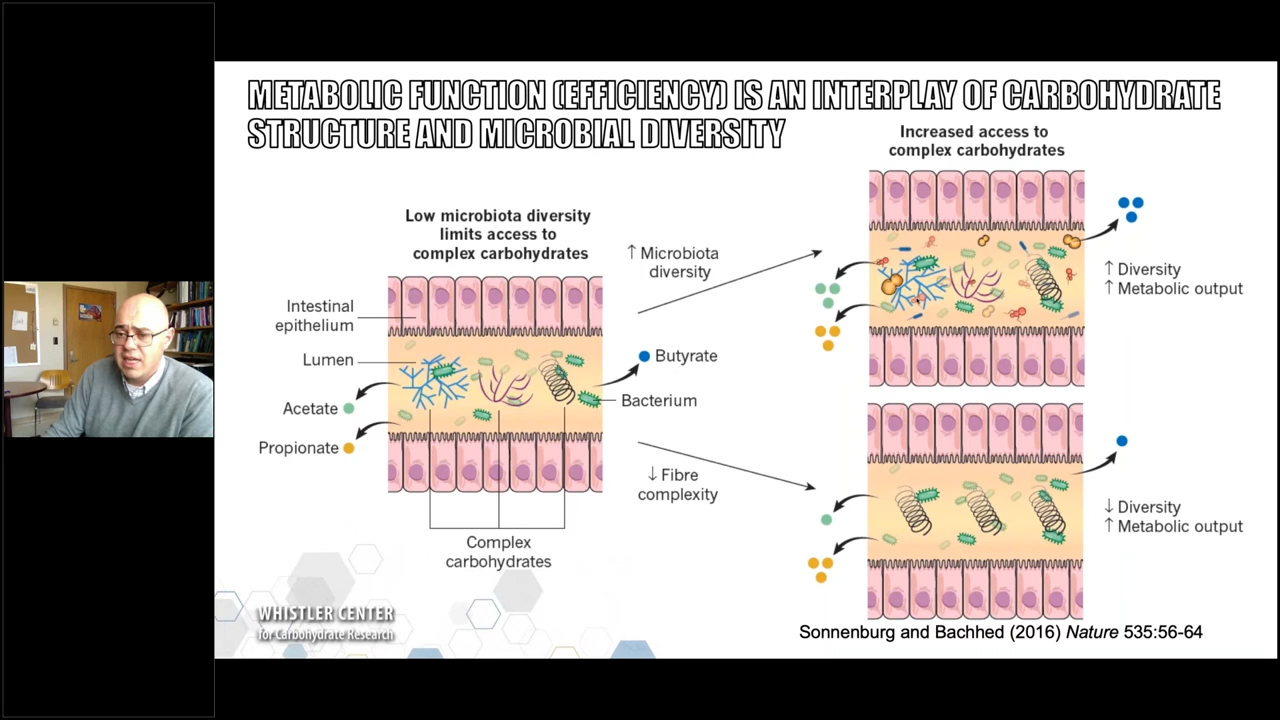 METABOLIC FUNCTION (EFFICIENCY) IS AN INTERPLAY OF CARBOHYDRATE
STRUCTURE AND MICROBIAL DIVERSITY
Low microbiota diversity
limits access to
complex carbohydrates
Intestinal
epithelium
Lumen
Acetate
Propionate
Butyrate
Bacterium
Complex
carbohydrates
↑ Microbiota
diversity
↓ Fibre
complexity
Increased access to
complex carbohydrates
↑ Diversity
↑ Metabolic output
↓ Diversity
↑ Metabolic output
WHISTLER CENTER
for Carbohydrate Research
Sonnenburg and Bachhed (2016) Nature 535:56-64